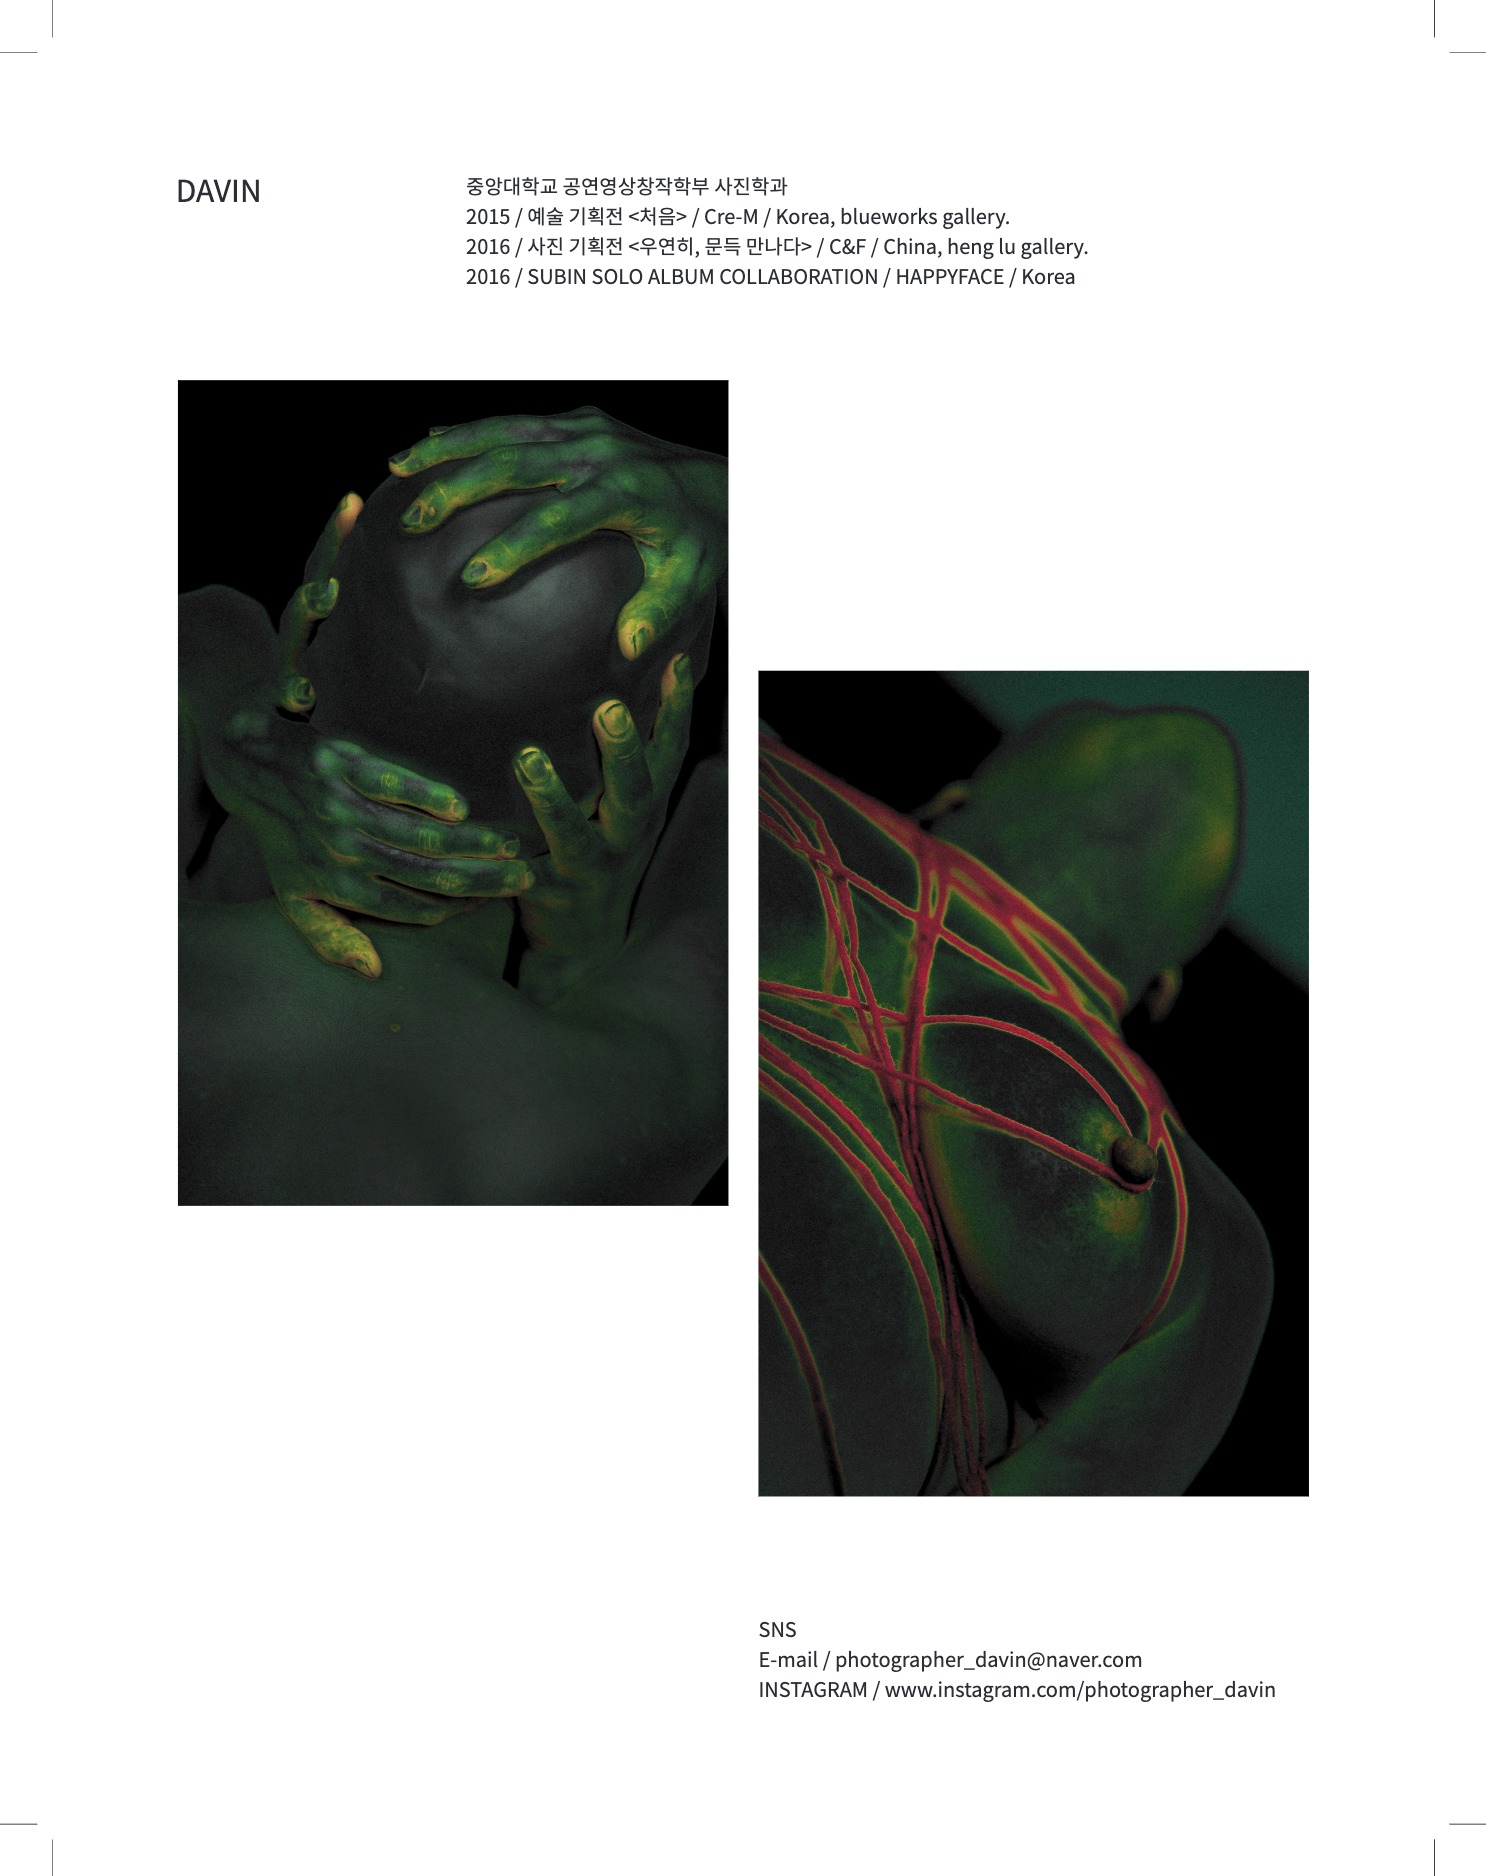 DAVIN
중앙대학교 공연영상창작학부 사진학과
2015 / 예술 기획전 <처음> / Cre-M / Korea, blueworks gallery.
2016 / 사진 기획전 <우연히, 문득 만나다> / C&F / China, heng lu gallery.
2016 / SUBIN SOLO ALBUM COLLABORATION / HAPPYFACE / Korea
SNS
E-mail / photographer_davin@naver.com
INSTAGRAM / www.instagram.com/photographer_davin